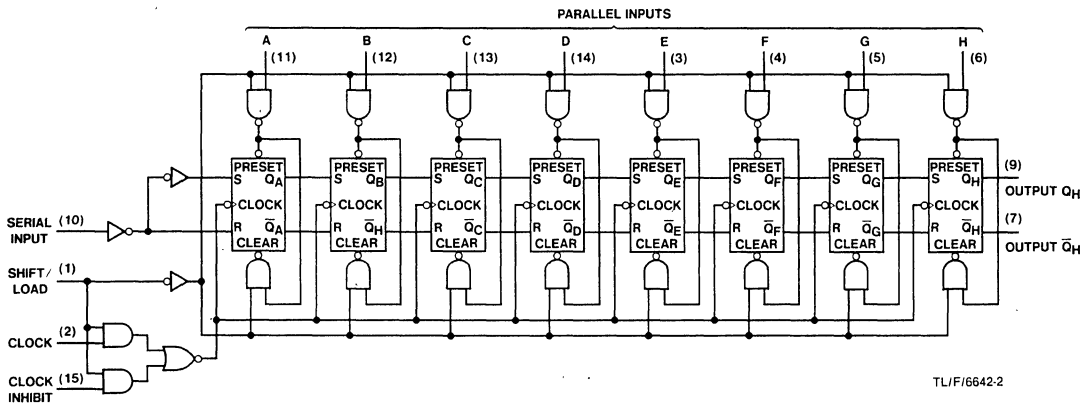 PARALLEL INPUTS
A B C D E F G H
(11) (12) (13) (14) (3) (4) (5) (6)
PRESET PRESET PRESET PRESET PRESET PRESET PRESET PRESET (9)
S QA S QB S QC S QD S QE S QF S QG S QH
OUTPUT QH
CLOCK CLOCK CLOCK CLOCK CLOCK CLOCK CLOCK CLOCK
(7)
SERIAL (10)
INPUT
R Q̅A R Q̅H R Q̅C R Q̅D R Q̅E R Q̅F R Q̅G R Q̅H
CLEAR CLEAR CLEAR CLEAR CLEAR CLEAR CLEAR CLEAR
OUTPUT Q̅H
SHIFT/ (1)
LOAD
(2)
CLOCK
CLOCK (15)
INHIBIT
TL/F/6642-2